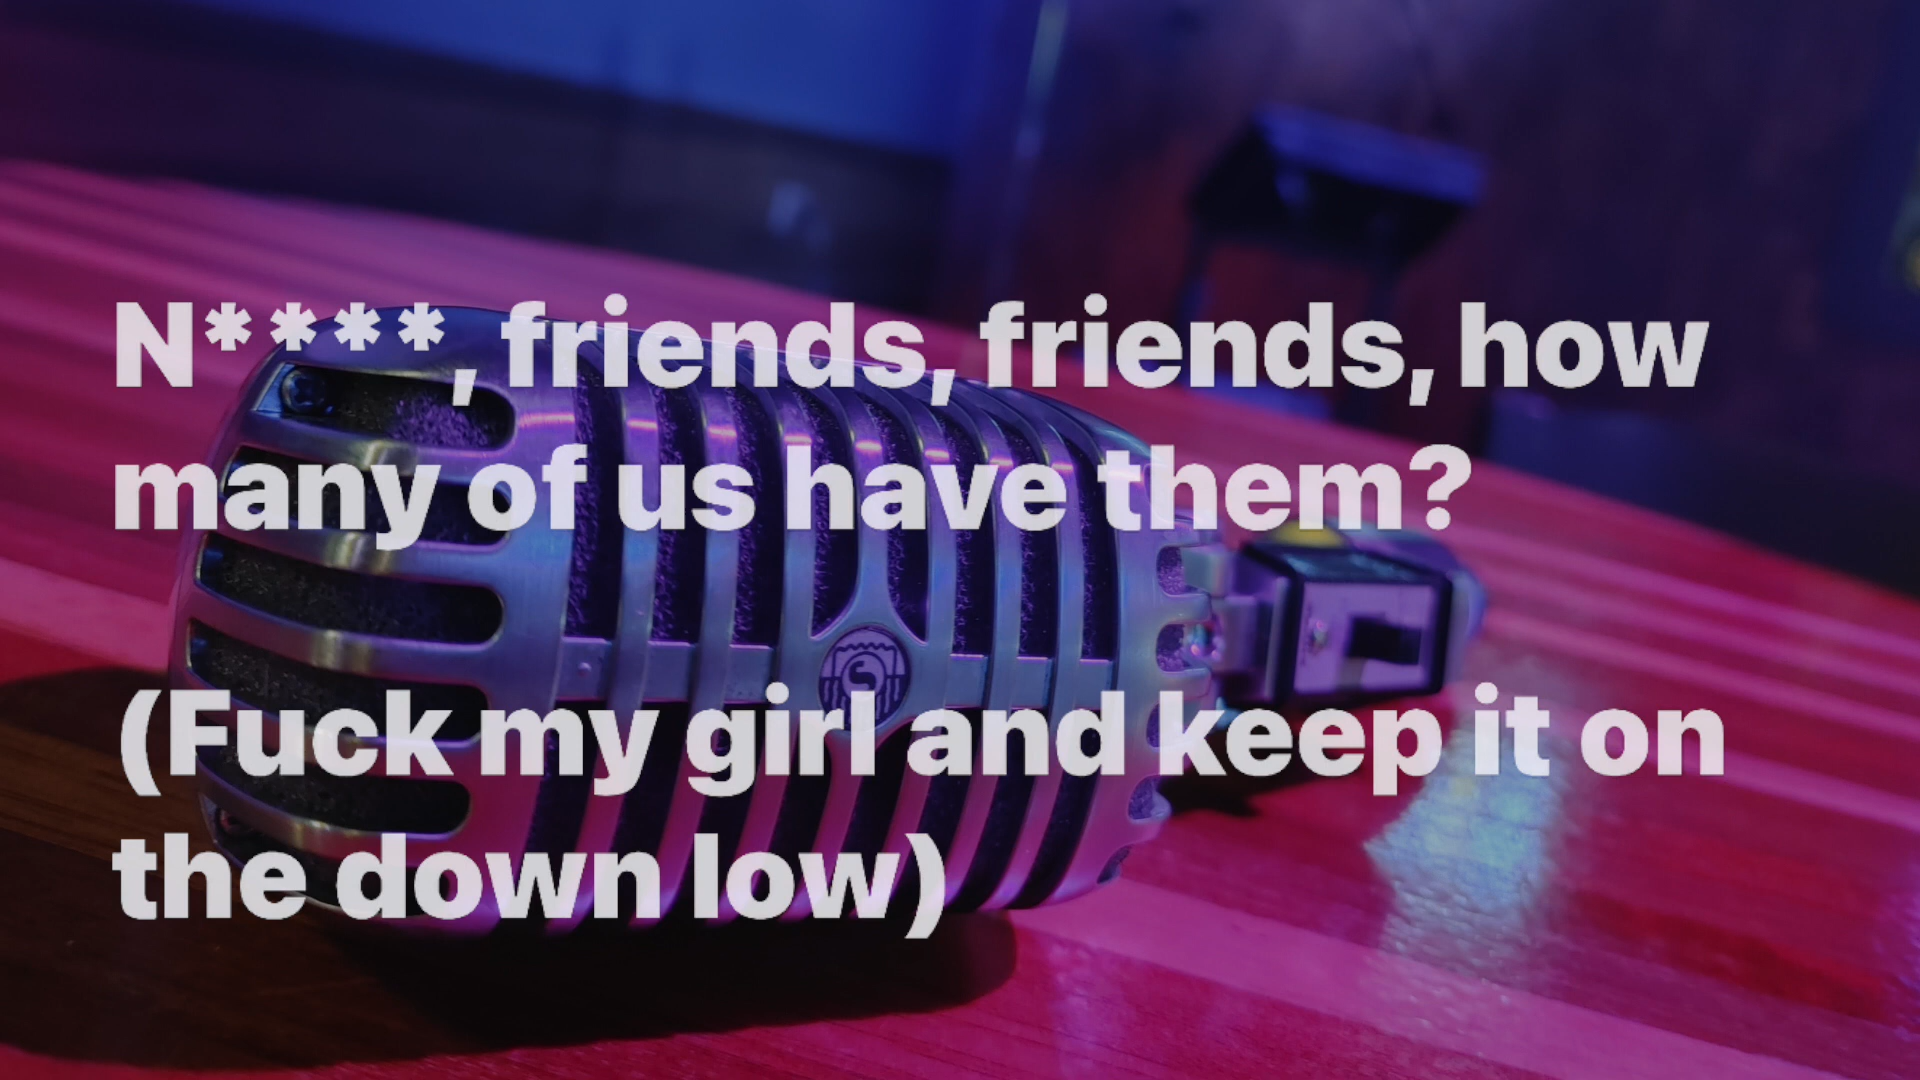 N****, friends, friends, how
many of us have them?
(Fuck my girl and keep it on
the down low)